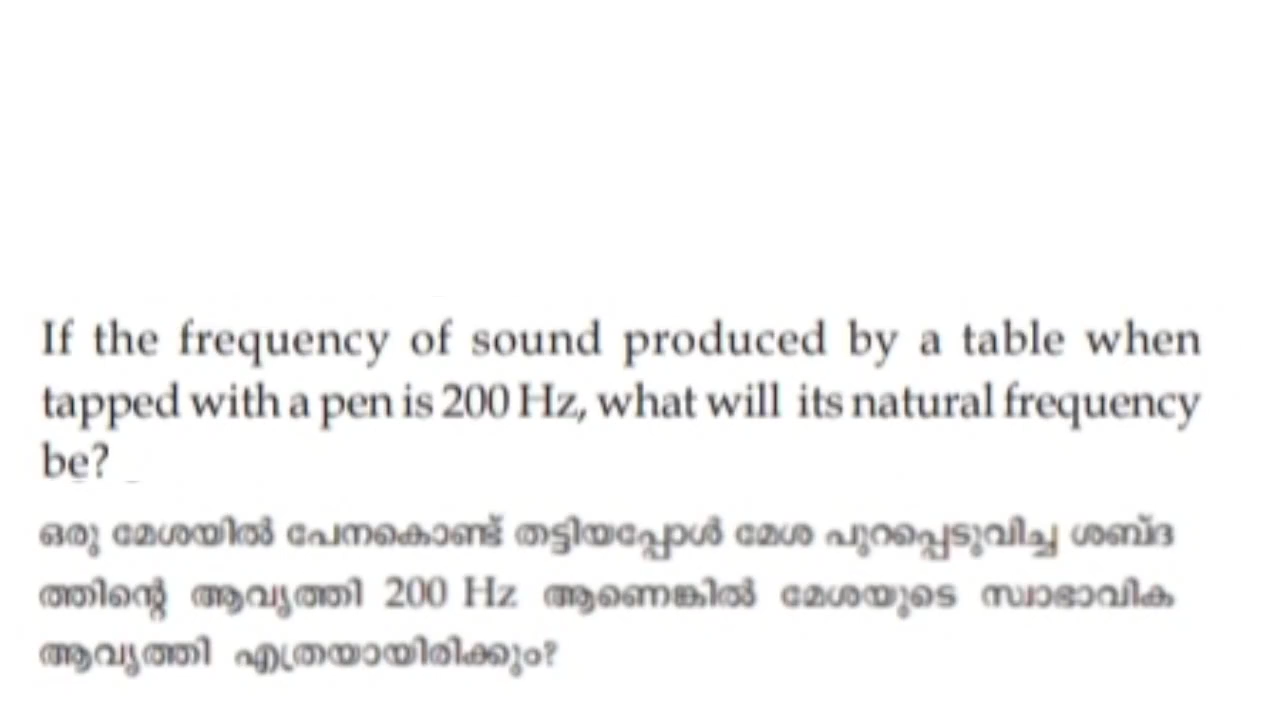 If the frequency of sound produced by a table when
tapped with a pen is 200 Hz, what will its natural frequency
be?
ഒരു മേശയിൽ പേനകൊണ്ട് തട്ടിയപ്പോൾ മേശ പുറപ്പെടുവിച്ച ശബ്ദ
ത്തിന്റെ ആവൃത്തി 200 Hz ആണെങ്കിൽ മേശയുടെ സ്വാഭാവിക
ആവൃത്തി എത്രയായിരിക്കും?